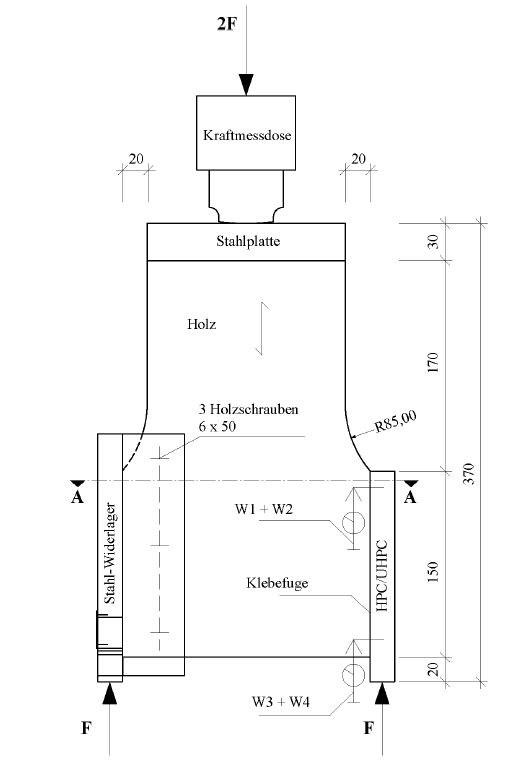 2F
Kraftmessdose
20
20
Stahlplatte
30
Holz
170
3 Holzschrauben
6 x 50
R85,00
370
A
A
Stahl-Widerlager
W1 + W2
HPC/UHPC
150
Klebefuge
20
W3 + W4
F
F